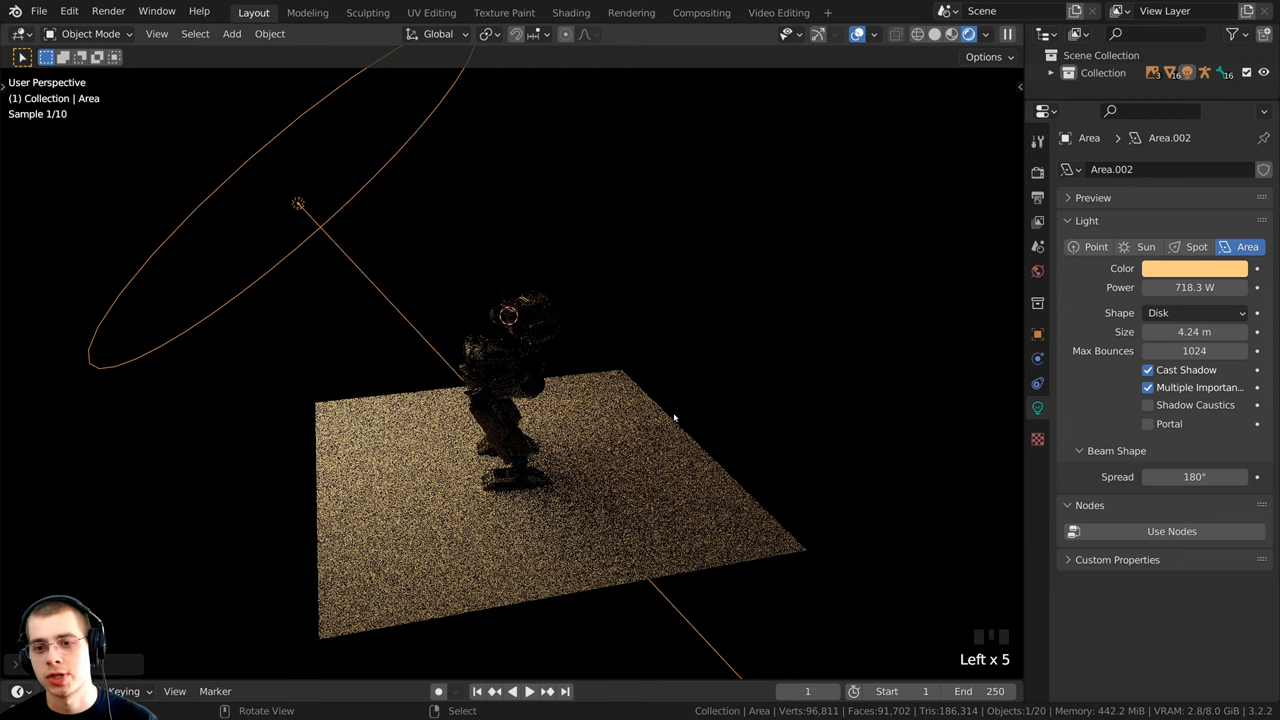 File Edit Render Window Help Layout Modeling Sculpting UV Editing Texture Paint Shading Rendering Compositing Video Editing + Scene View Layer
Object Mode View Select Add Object Global
Options
User Perspective
(1) Collection | Area
Sample 1/10
Scene Collection
Collection 3 16 16
Area > Area.002
Area.002
Preview
Light
Point Sun Spot Area
Color
Power 718.3 W
Shape Disk
Size 4.24 m
Max Bounces 1024
Cast Shadow
Multiple Importan...
Shadow Caustics
Portal
Beam Shape
Spread 180°
Nodes
Use Nodes
Custom Properties
Left x 5
Keying View Marker 1 Start 1 End 250
Rotate View Select Collection | Area | Verts:96,811 | Faces:91,702 | Tris:186,314 | Objects:1/20 | Memory: 442.2 MiB | VRAM: 2.8/8.0 GiB | 3.2.2